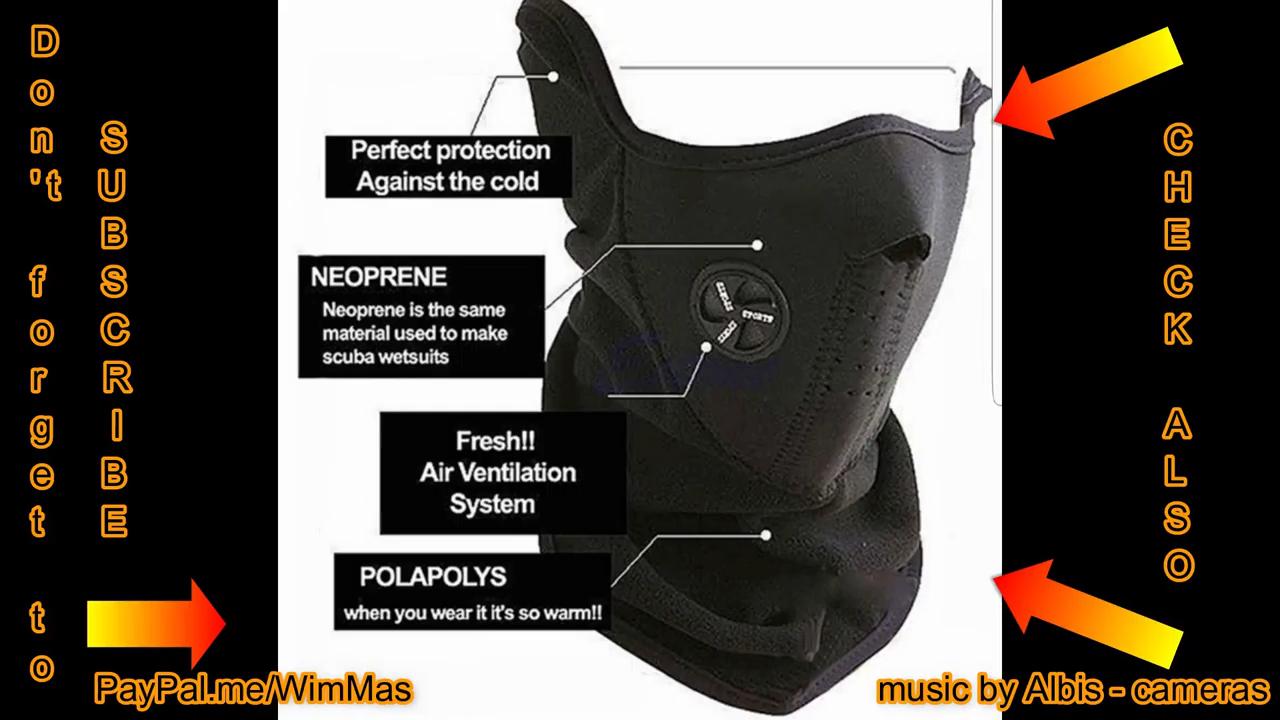 Don't forget to
SUBSCRIBE
Perfect protection
Against the cold
NEOPRENE
Neoprene is the same
material used to make
scuba wetsuits
SPORTS
Fresh!!
Air Ventilation
System
POLAPOLYS
when you wear it it's so warm!!
CHECK ALSO
PayPal.me/WimMas
music by Albis - cameras